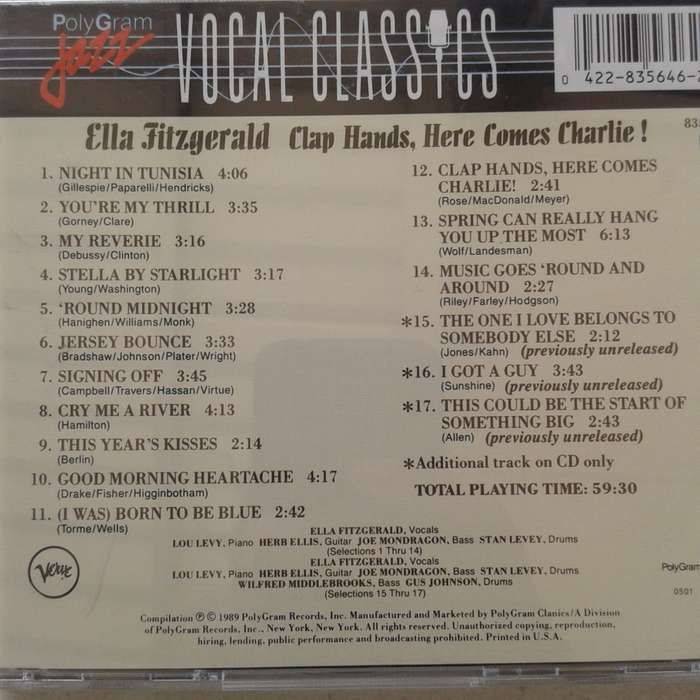 PolyGram
Jazz
VOCAL CLASSICS
0 422-835646-
Ella Fitzgerald Clap Hands, Here Comes Charlie!
83
1. NIGHT IN TUNISIA 4:06
(Gillespie/Paparelli/Hendricks)
2. YOU'RE MY THRILL 3:35
(Gorney/Clare)
3. MY REVERIE 3:16
(Debussy/Clinton)
4. STELLA BY STARLIGHT 3:17
(Young/Washington)
5. 'ROUND MIDNIGHT 3:28
(Hanighen/Williams/Monk)
6. JERSEY BOUNCE 3:33
(Bradshaw/Johnson/Plater/Wright)
7. SIGNING OFF 3:45
(Campbell/Travers/Hassan/Virtue)
8. CRY ME A RIVER 4:13
(Hamilton)
9. THIS YEAR'S KISSES 2:14
(Berlin)
10. GOOD MORNING HEARTACHE 4:17
(Drake/Fisher/Higginbotham)
11. (I WAS) BORN TO BE BLUE 2:42
(Torme/Wells)
12. CLAP HANDS, HERE COMES
CHARLIE! 2:41
(Rose/MacDonald/Meyer)
13. SPRING CAN REALLY HANG
YOU UP THE MOST 6:13
(Wolf/Landesman)
14. MUSIC GOES 'ROUND AND
AROUND 2:27
(Riley/Farley/Hodgson)
*15. THE ONE I LOVE BELONGS TO
SOMEBODY ELSE 2:12
(Jones/Kahn) (previously unreleased)
*16. I GOT A GUY 3:43
(Sunshine) (previously unreleased)
*17. THIS COULD BE THE START OF
SOMETHING BIG 2:43
(Allen) (previously unreleased)
*Additional track on CD only
TOTAL PLAYING TIME: 59:30
ELLA FITZGERALD, Vocals
LOU LEVY, Piano HERB ELLIS, Guitar JOE MONDRAGON, Bass STAN LEVEY, Drums
(Selections 1 Thru 14)
ELLA FITZGERALD, Vocals
LOU LEVY, Piano HERB ELLIS, Guitar JOE MONDRAGON, Bass STAN LEVEY, Drums
WILFRED MIDDLEBROOKS, Bass GUS JOHNSON, Drums
(Selections 15 Thru 17)
Verve
PolyGram
0501
Compilation ℗ © 1989 PolyGram Records, Inc. Manufactured and Marketed by PolyGram Classics/A Division
of PolyGram Records, Inc., New York, New York. All rights reserved. Unauthorized copying, reproduction,
hiring, lending, public performance and broadcasting prohibited. Printed in U.S.A.